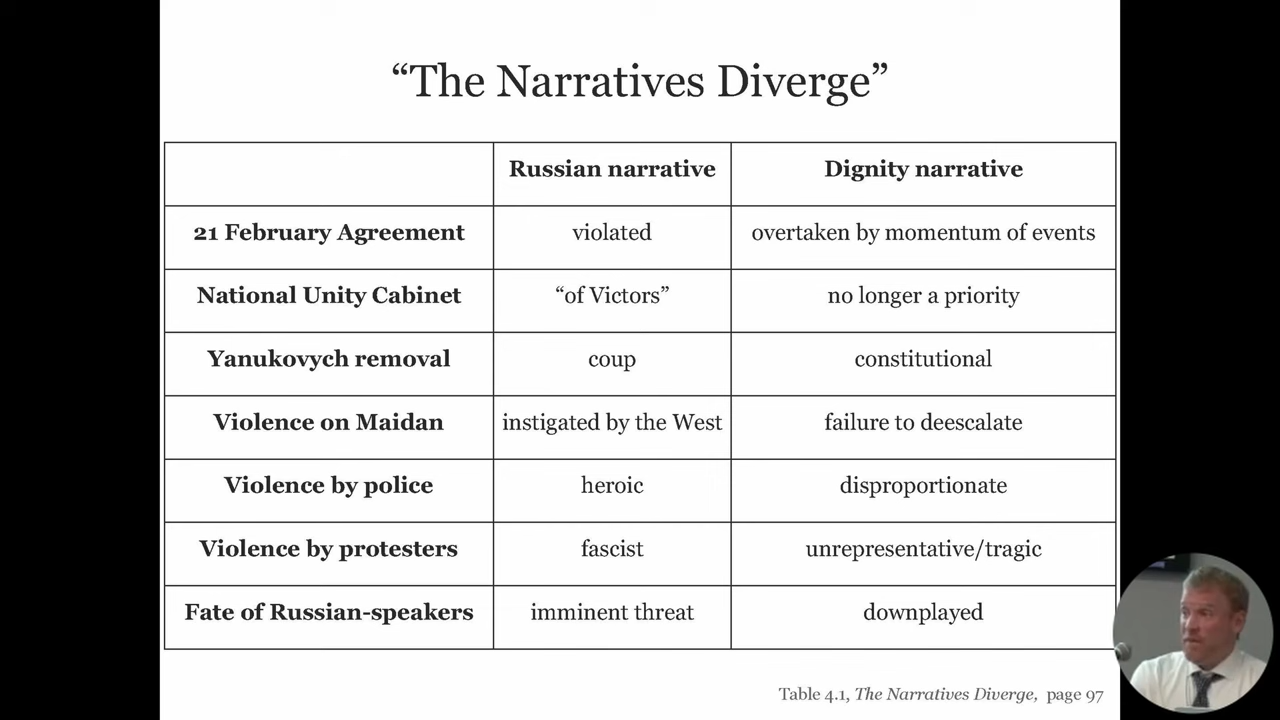 “The Narratives Diverge”
Russian narrative Dignity narrative
21 February Agreement violated overtaken by momentum of events
National Unity Cabinet “of Victors” no longer a priority
Yanukovych removal coup constitutional
Violence on Maidan instigated by the West failure to deescalate
Violence by police heroic disproportionate
Violence by protesters fascist unrepresentative/tragic
Fate of Russian-speakers imminent threat downplayed
Table 4.1, The Narratives Diverge, page 97